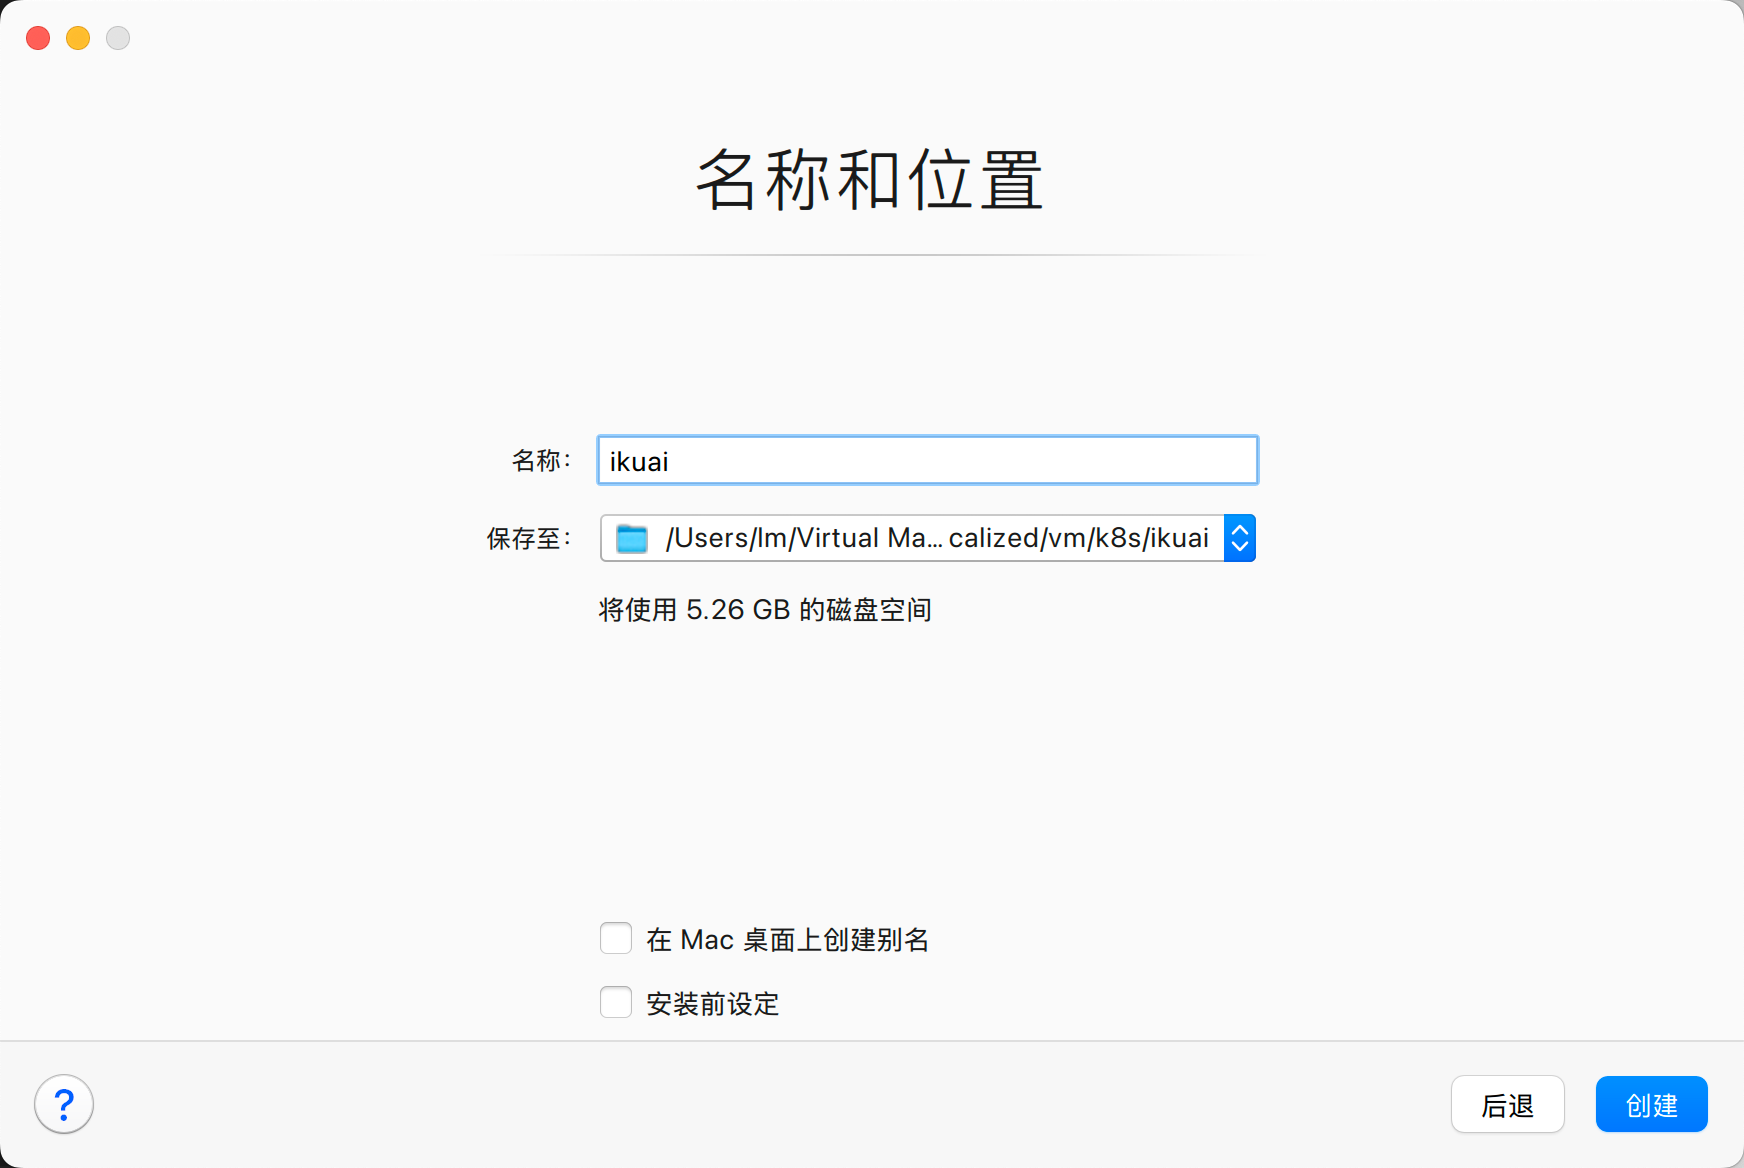 名称和位置
名称：
ikuai
保存至：
/Users/lm/Virtual Ma... calized/vm/k8s/ikuai
将使用 5.26 GB 的磁盘空间
在 Mac 桌面上创建别名
安装前设定
?
后退
创建